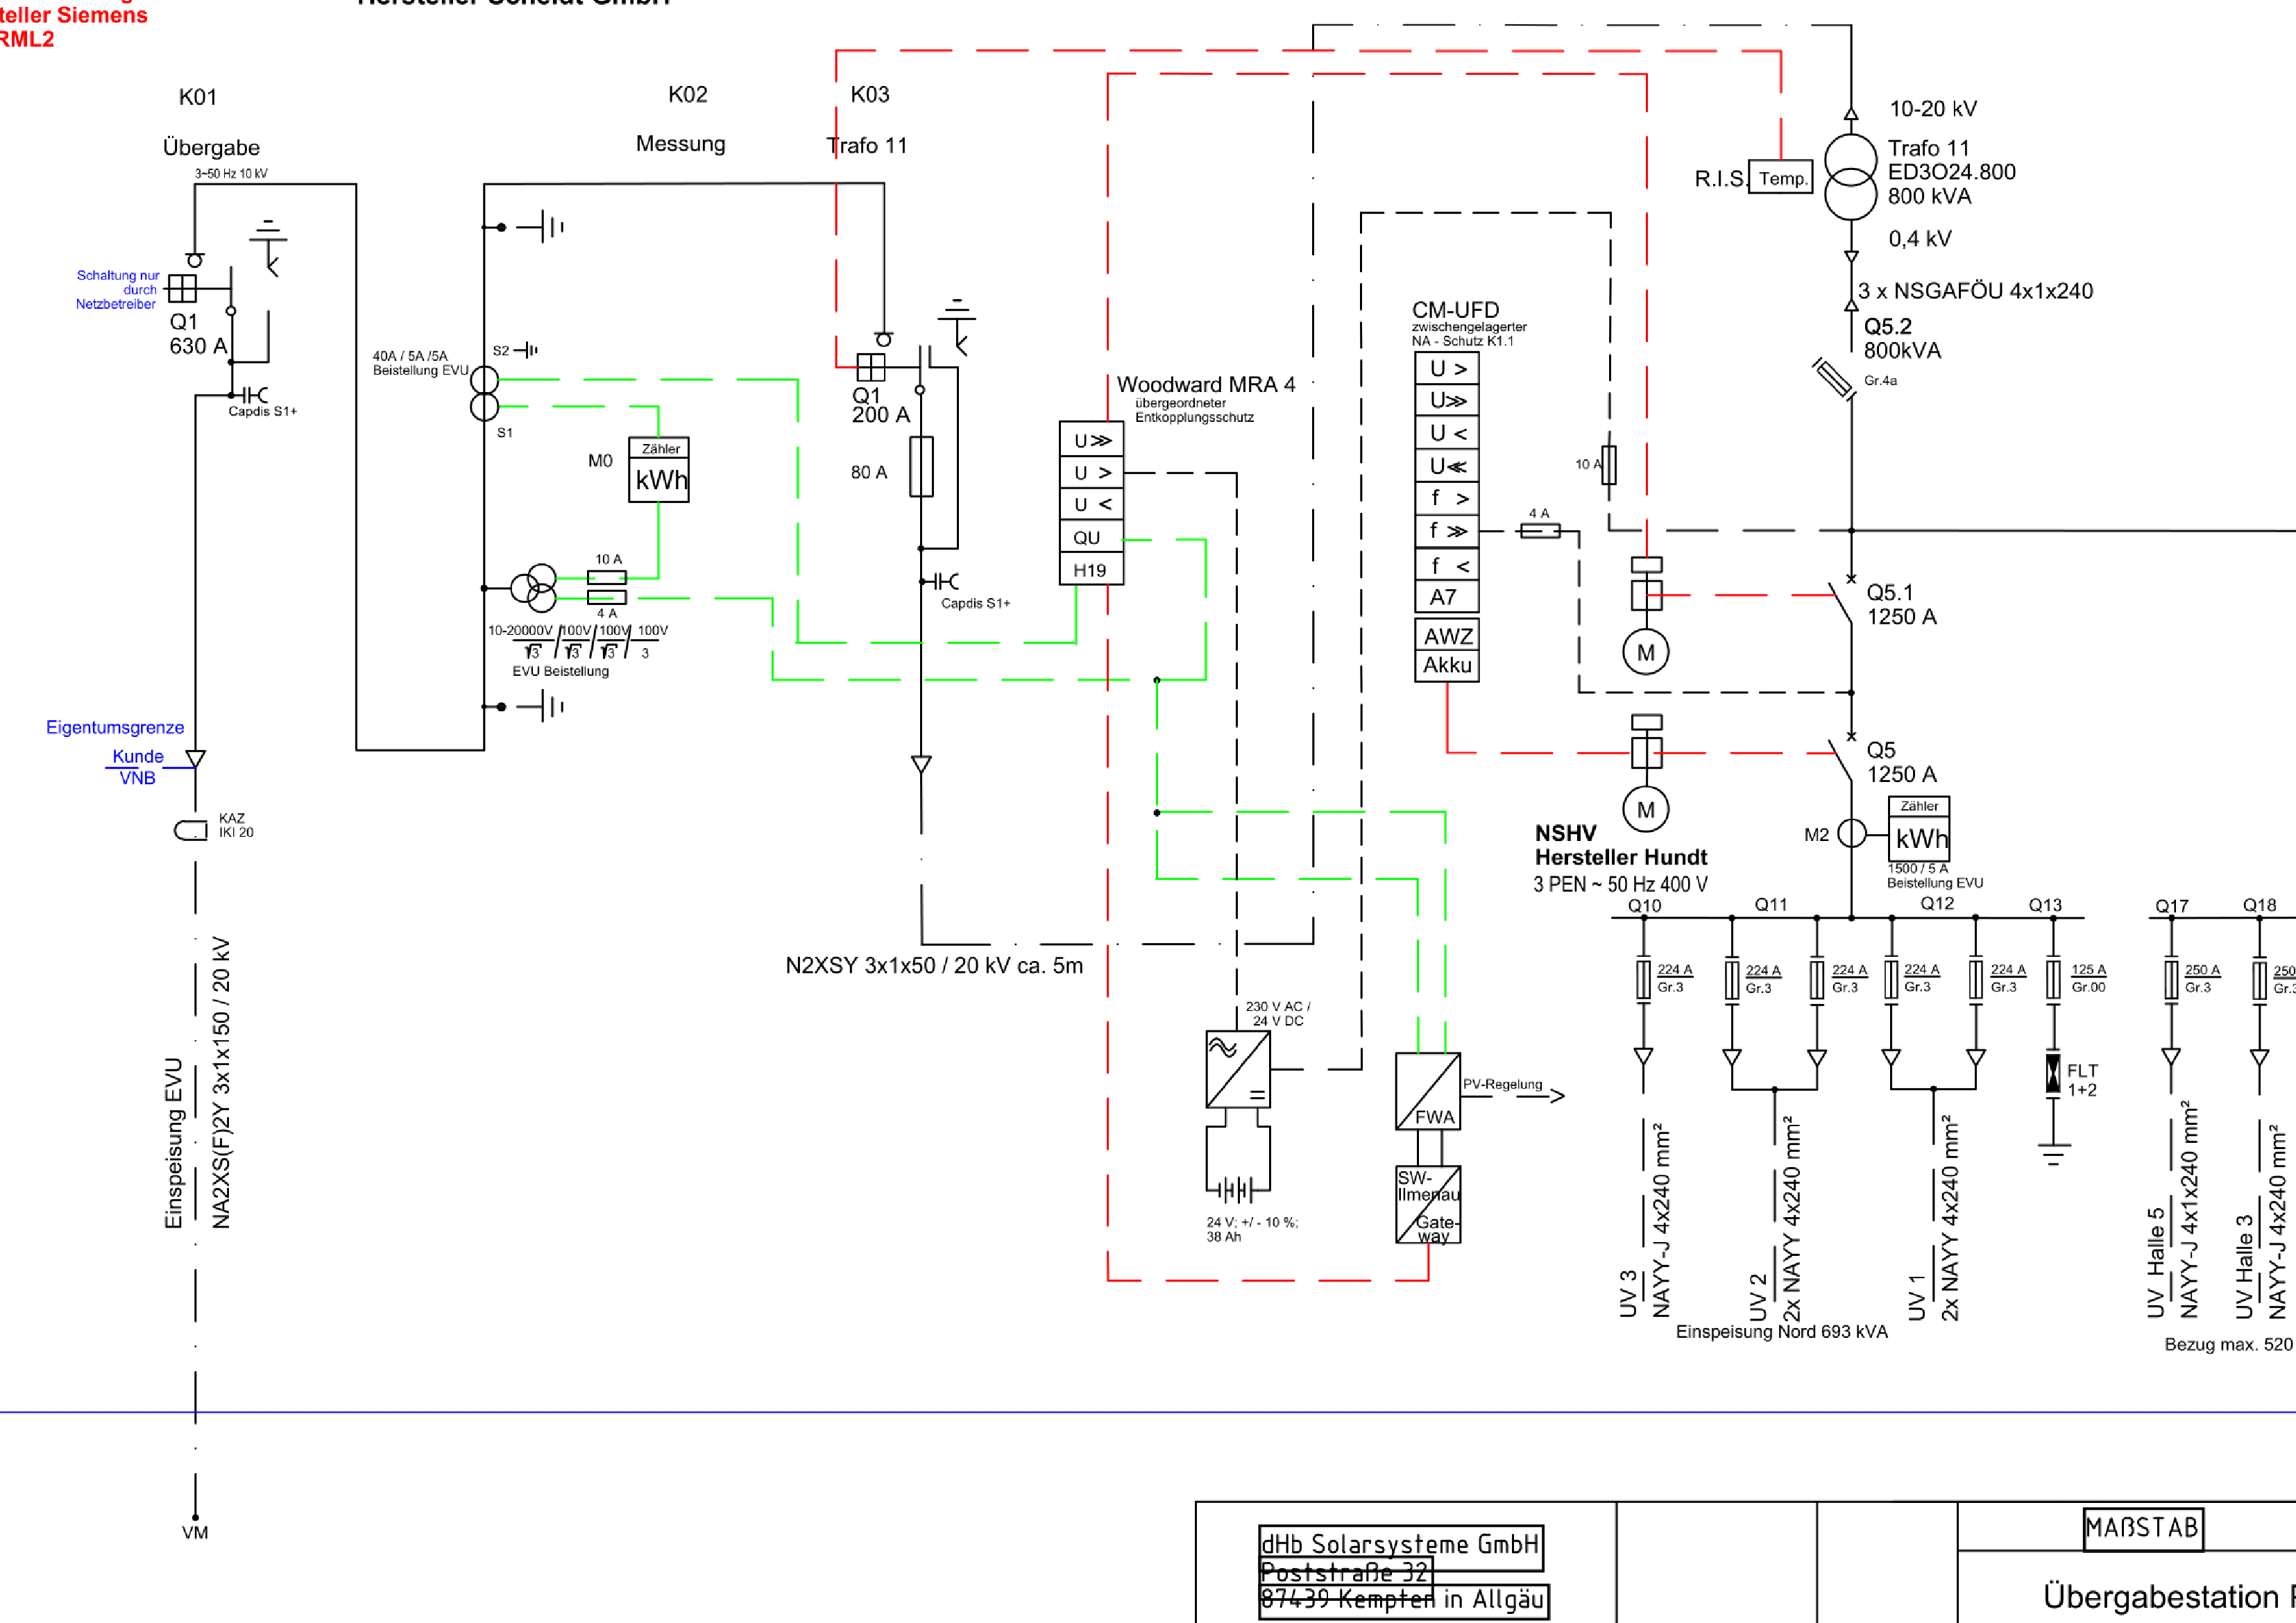 teller Siemens
RML2
K01
Übergabe
3~50 Hz 10 kV
K02
Messung
K03
Trafo 11
Schaltung nur
durch
Netzbetreiber
Q1
630 A
Capdis S1+
40A / 5A /5A
Beistellung EVU
S2
S1
M0
Zähler
kWh
10 A
4 A
10-20000V / 100V / 100V / 100V
√3 √3 √3 3
EVU Beistellung
Q1
200 A
80 A
Capdis S1+
Eigentumsgrenze
Kunde
VNB
KAZ
IKI 20
Einspeisung EVU
NA2XS(F)2Y 3x1x150 / 20 kV
VM
N2XSY 3x1x50 / 20 kV ca. 5m
Woodward MRA 4
übergeordneter
Entkopplungsschutz
U≫
U >
U <
QU
H19
CM-UFD
zwischengelagerter
NA - Schutz K1.1
U >
U≫
U <
U≪
f >
f ≫
f <
A7
AWZ
Akku
4 A
10 A
230 V AC /
24 V DC
24 V; +/ - 10 %;
38 Ah
FWA
PV-Regelung
SW-
Ilmenau
Gate-
way
R.I.S.
Temp.
10-20 kV
Trafo 11
ED3O24.800
800 kVA
0,4 kV
3 x NSGAFÖU 4x1x240
Q5.2
800kVA
Gr.4a
Q5.1
1250 A
M
Q5
1250 A
M
M2
Zähler
kWh
1500 / 5 A
Beistellung EVU
NSHV
Hersteller Hundt
3 PEN ~ 50 Hz 400 V
Q10
Q11
Q12
Q13
Q17
Q18
224 A
Gr.3
224 A
Gr.3
224 A
Gr.3
224 A
Gr.3
224 A
Gr.3
125 A
Gr.00
250 A
Gr.3
250
FLT
1+2
UV 3
NAYY-J 4x240 mm²
UV 2
2x NAYY 4x240 mm²
UV 1
2x NAYY 4x240 mm²
UV Halle 5
NAYY-J 4x1x240 mm²
UV Halle 3
NAYY-J 4x240 mm²
Einspeisung Nord 693 kVA
Bezug max. 520
dHb Solarsysteme GmbH
Poststraße 32
87439 Kempten in Allgäu
MAßSTAB
Übergabestation